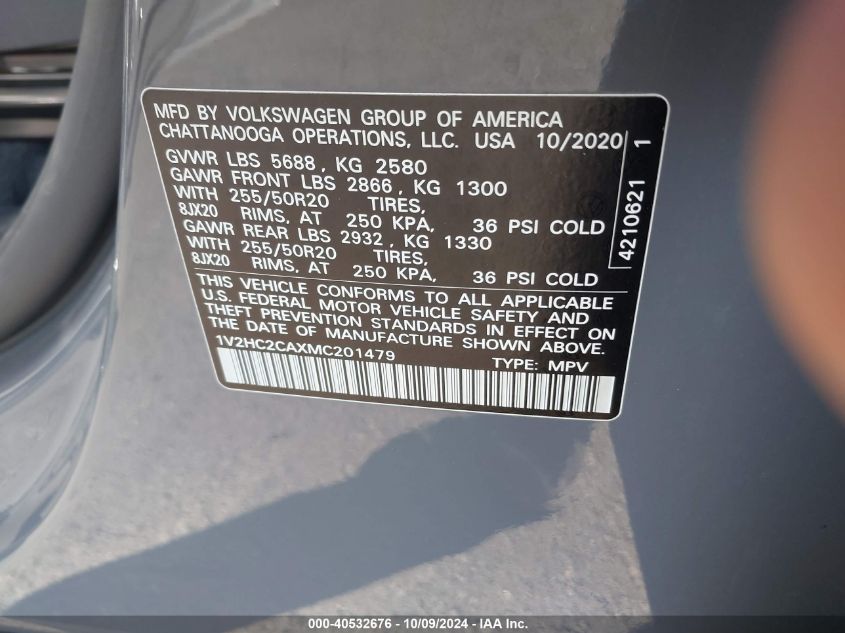 MFD BY VOLKSWAGEN GROUP OF AMERICA
CHATTANOOGA OPERATIONS, LLC. USA 10/2020
GVWR LBS 5688, KG 2580
GAWR FRONT LBS 2866, KG 1300
WITH 255/50R20 TIRES,
8JX20 RIMS, AT 250 KPA, 36 PSI COLD
GAWR REAR LBS 2932, KG 1330
WITH 255/50R20 TIRES,
8JX20 RIMS, AT 250 KPA, 36 PSI COLD
THIS VEHICLE CONFORMS TO ALL APPLICABLE
U.S. FEDERAL MOTOR VEHICLE SAFETY AND
THEFT PREVENTION STANDARDS IN EFFECT ON
THE DATE OF MANUFACTURE SHOWN ABOVE.
1V2HC2CAXMC201479 TYPE: MPV
4210621 1
000-40532676 - 10/09/2024 - IAA Inc.